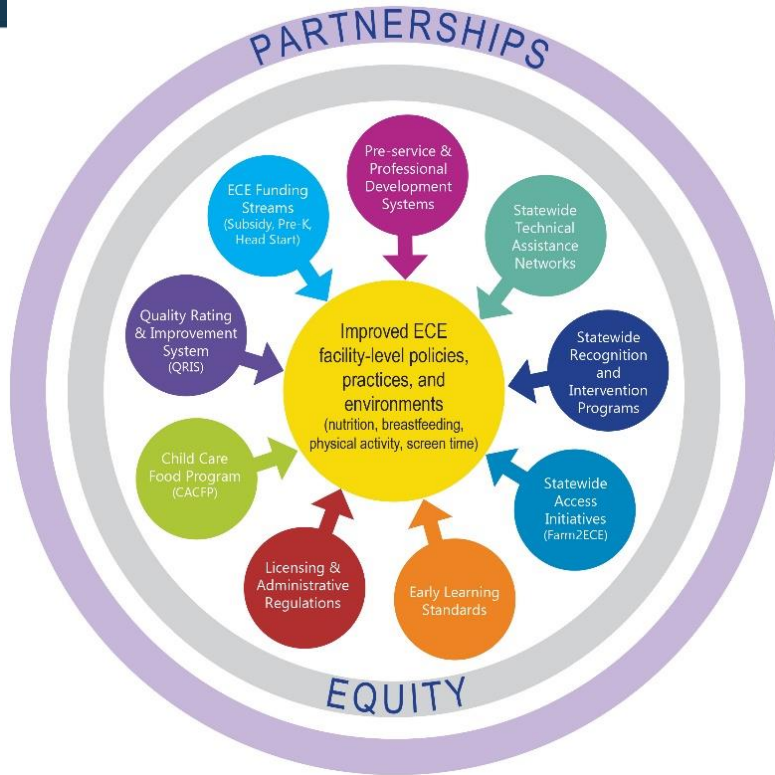 PARTNERSHIPS
Pre-service &
Professional
Development
Systems
ECE Funding
Streams
(Subsidy, Pre-K,
Head Start)
Statewide
Technical
Assistance
Networks
Quality Rating
& Improvement
System
(QRIS)
Improved ECE
facility-level policies,
practices, and
environments
(nutrition, breastfeeding,
physical activity, screen time)
Statewide
Recognition
and
Intervention
Programs
Child Care
Food Program
(CACFP)
Statewide
Access
Initiatives
(Farm2ECE)
Licensing &
Administrative
Regulations
Early Learning
Standards
EQUITY